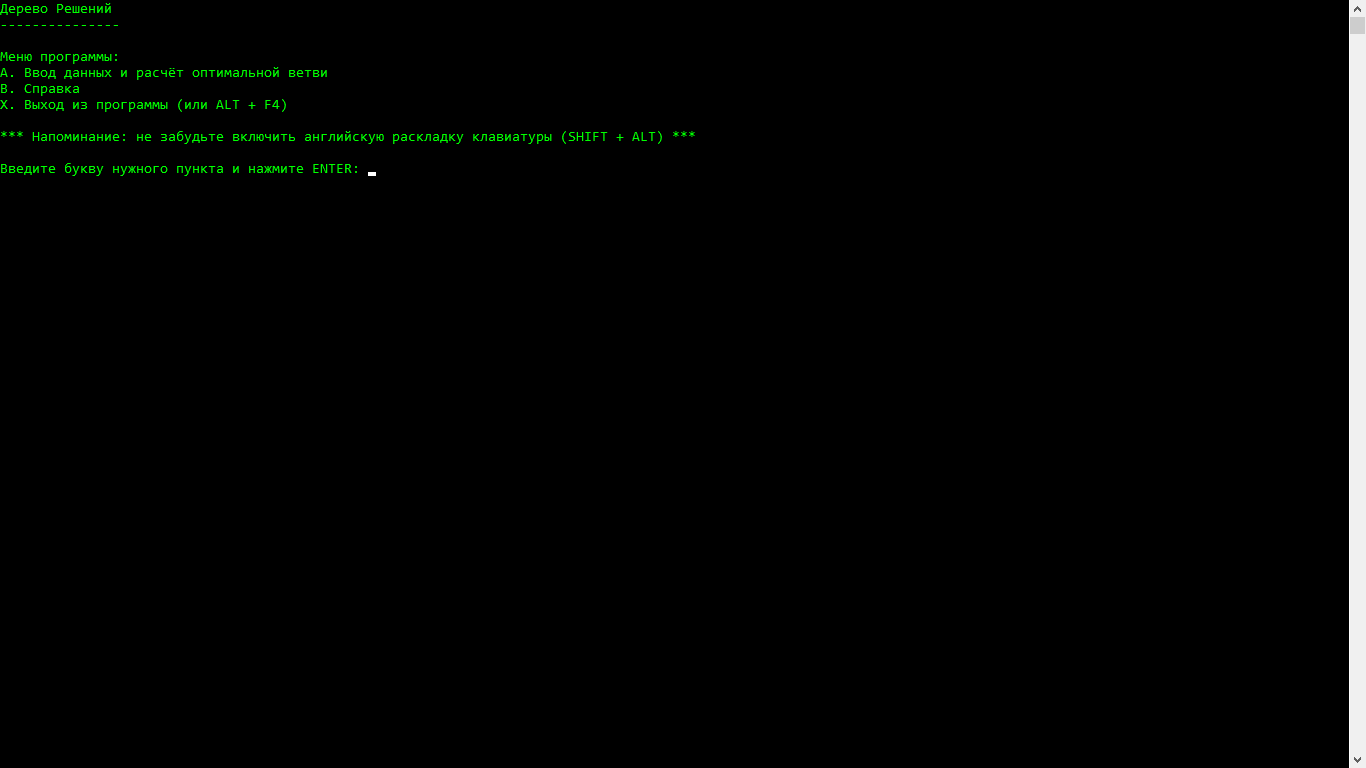 Дерево Решений
---------------
Меню программы:
A. Ввод данных и расчёт оптимальной ветви
B. Справка
X. Выход из программы (или ALT + F4)
*** Напоминание: не забудьте включить английскую раскладку клавиатуры (SHIFT + ALT) ***
Введите букву нужного пункта и нажмите ENTER: